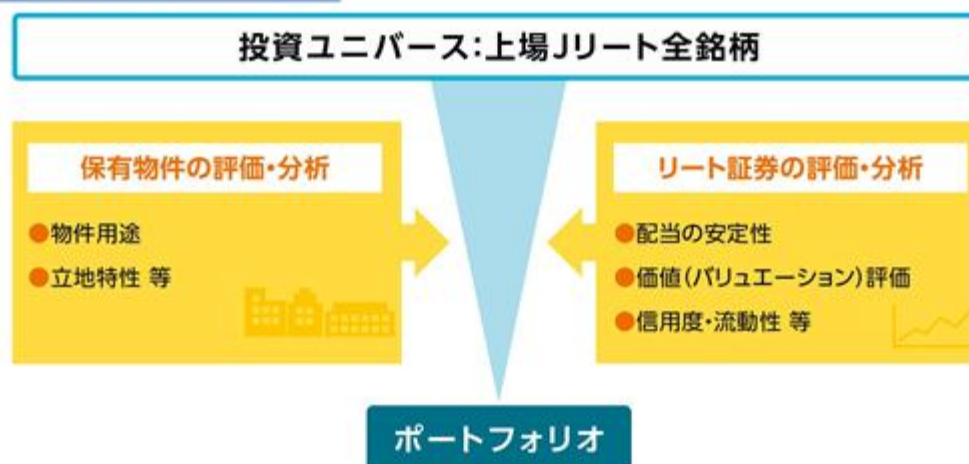 投資ユニバース:上場Jリート全銘柄
保有物件の評価・分析
●物件用途
●立地特性 等
リート証券の評価・分析
●配当の安定性
●価値(バリュエーション)評価
●信用度・流動性 等
ポートフォリオ